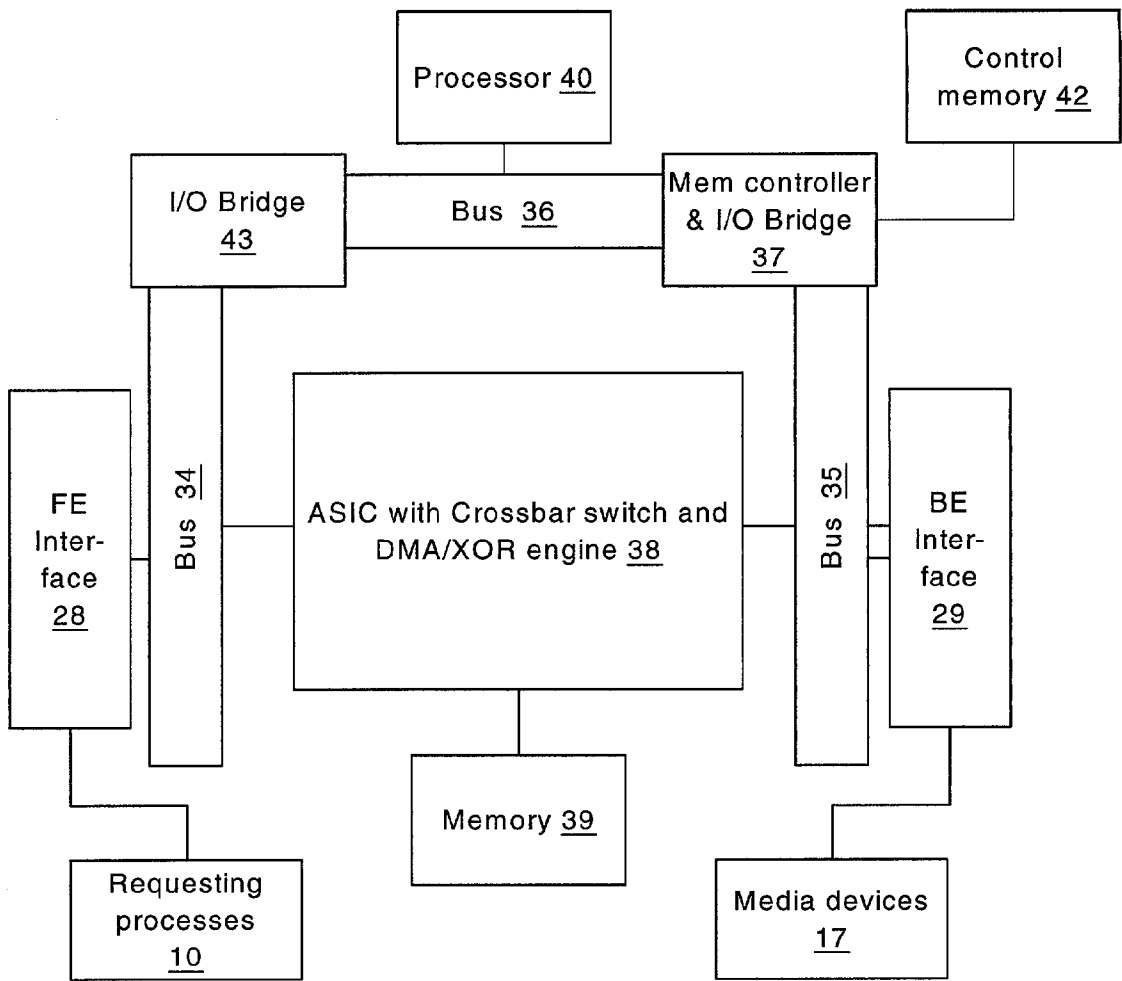 Processor 40
Control
memory 42
I/O Bridge
43
Bus 36
Mem controller
& I/O Bridge
37
FE
Inter-
face
28
Bus 34
ASIC with Crossbar switch and
DMA/XOR engine 38
Bus 35
BE
Inter-
face
29
Memory 39
Requesting
processes
10
Media devices
17